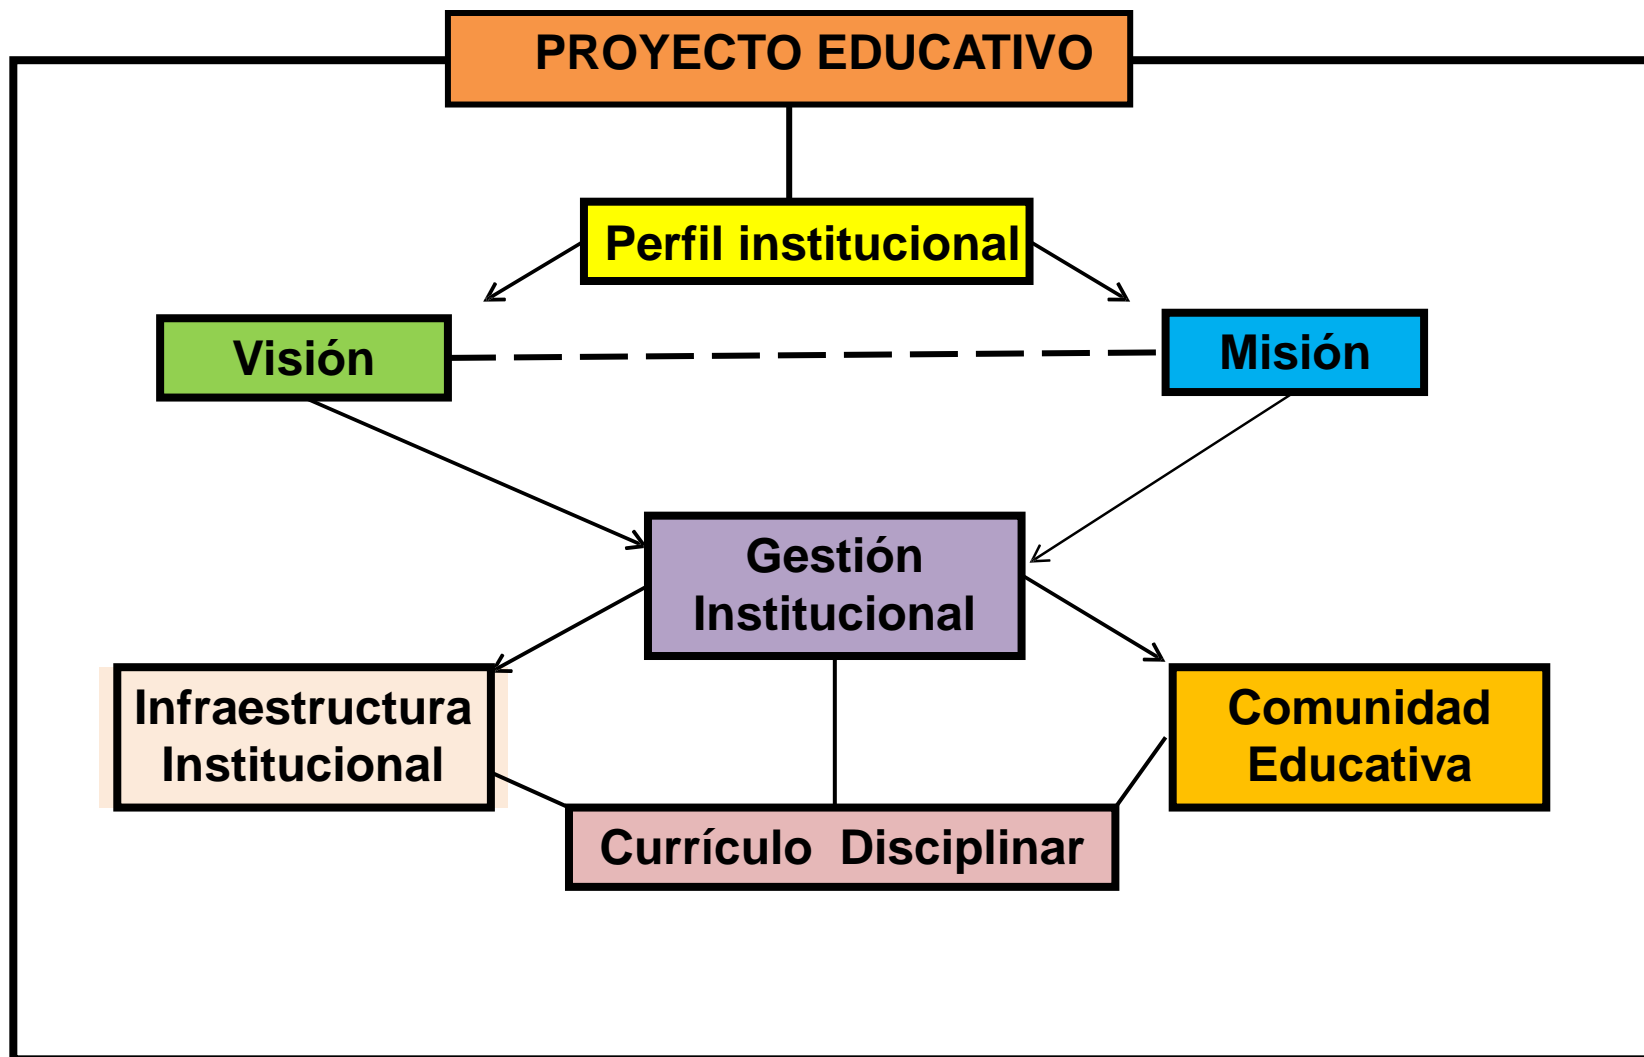 PROYECTO EDUCATIVO
Perfil institucional
Visión
Misión
Gestión
Institucional
Infraestructura
Institucional
Comunidad
Educativa
Currículo Disciplinar